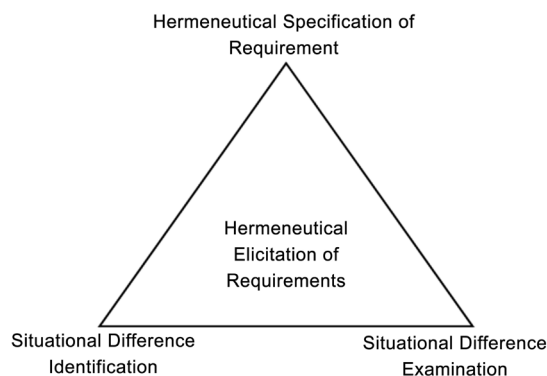 Hermeneutical Specification of
Requirement
Hermeneutical
Elicitation of
Requirements
Situational Difference
Identification
Situational Difference
Examination